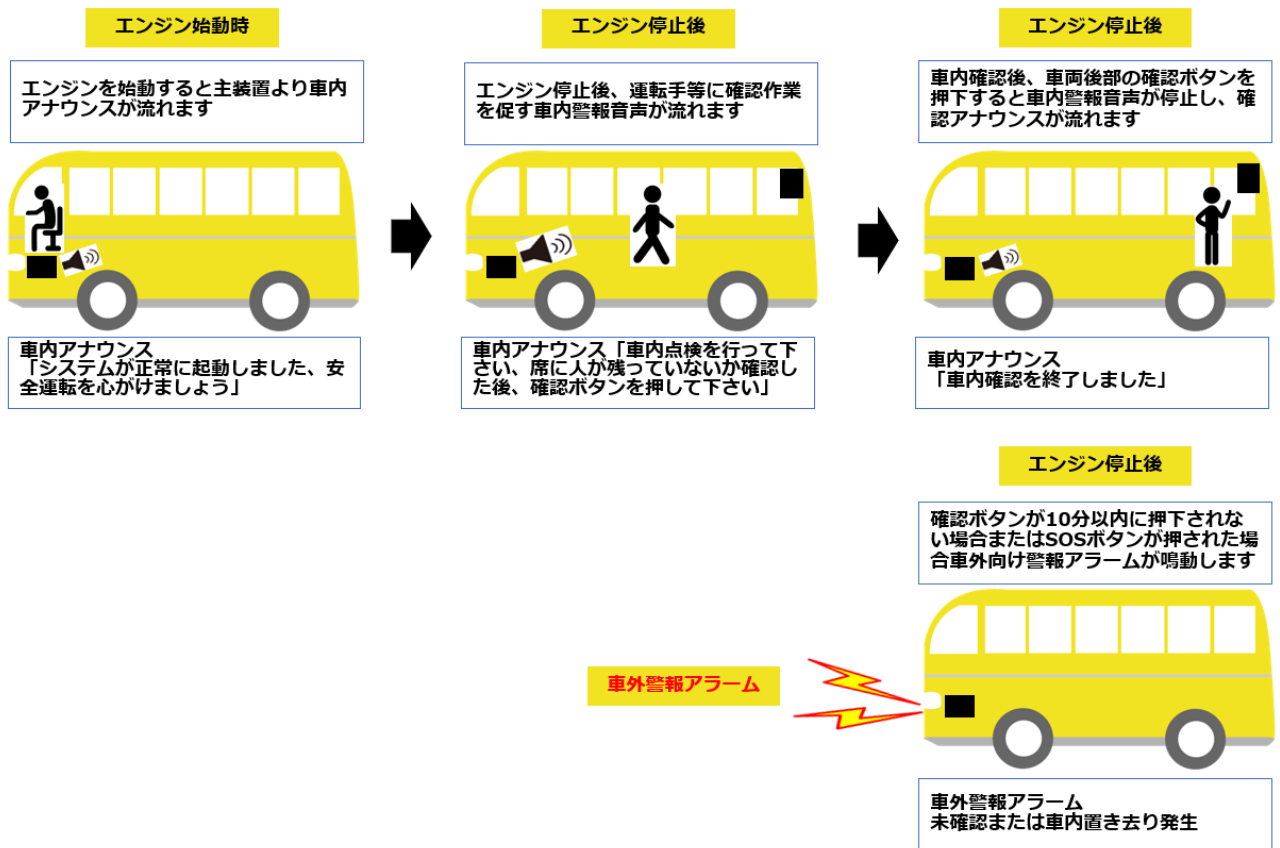 エンジン始動時
エンジンを始動すると主装置より車内
アナウンスが流れます
車内アナウンス
「システムが正常に起動しました、安
全運転を心がけましょう」
エンジン停止後
エンジン停止後、運転手等に確認作業
を促す車内警報音声が流れます
車内アナウンス「車内点検を行って下
さい、席に人が残っていないか確認し
た後、確認ボタンを押して下さい」
エンジン停止後
車内確認後、車両後部の確認ボタンを
押下すると車内警報音声が停止し、確
認アナウンスが流れます
車内アナウンス
「車内確認を終了しました」
エンジン停止後
確認ボタンが10分以内に押下されな
い場合またはSOSボタンが押された場
合車外向け警報アラームが鳴動します
車外警報アラーム
車外警報アラーム
未確認または車内置き去り発生